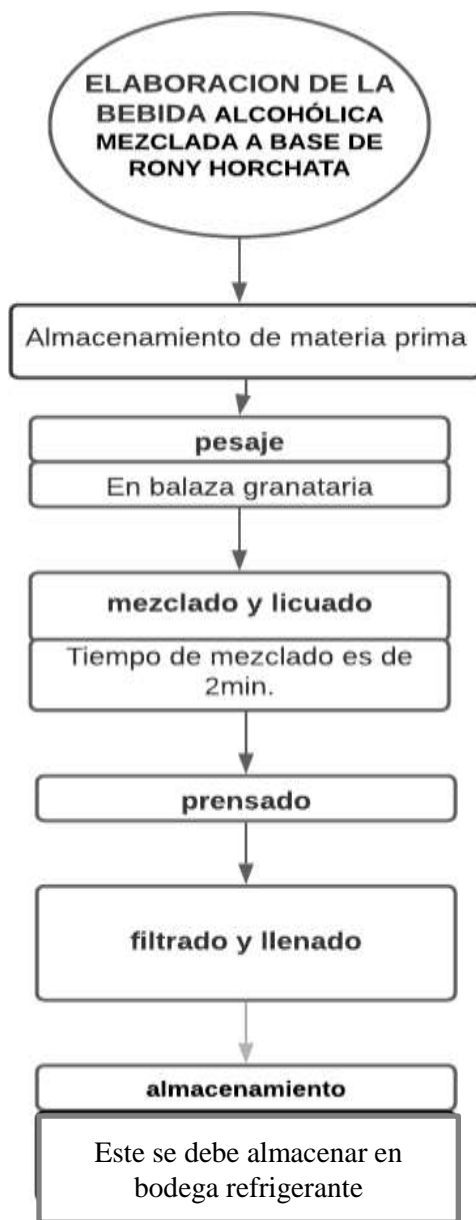 ELABORACION DE LA
BEBIDA ALCOHÓLICA
MEZCLADA A BASE DE
RONY HORCHATA
Almacenamiento de materia prima
pesaje
En balaza granataria
mezclado y licuado
Tiempo de mezclado es de
2min.
prensado
filtrado y llenado
almacenamiento
Este se debe almacenar en
bodega refrigerante